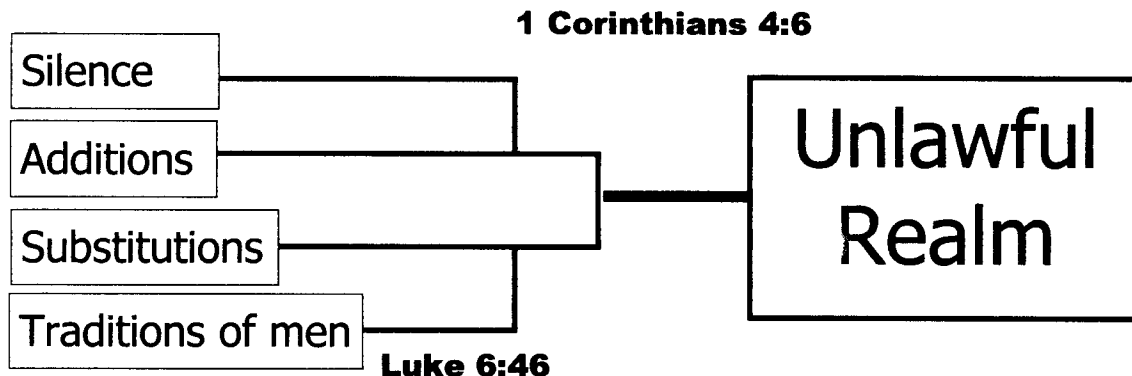 1 Corinthians 4:6
Silence
Additions
Substitutions
Traditions of men
Luke 6:46
Unlawful
Realm